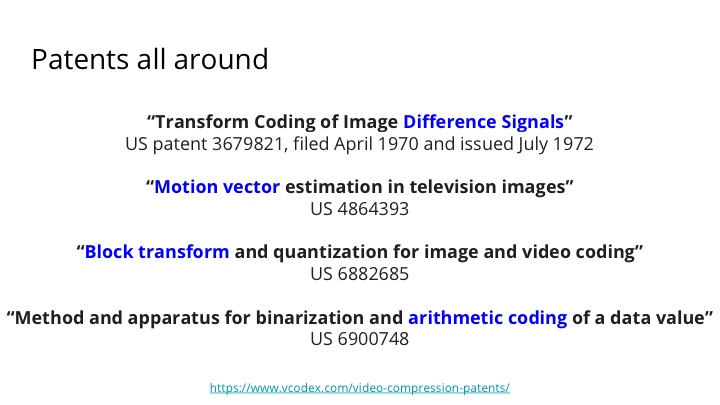 Patents all around
“Transform Coding of Image Difference Signals”
US patent 3679821, filed April 1970 and issued July 1972
“Motion vector estimation in television images”
US 4864393
“Block transform and quantization for image and video coding”
US 6882685
“Method and apparatus for binarization and arithmetic coding of a data value”
US 6900748
https://www.vcodex.com/video-compression-patents/